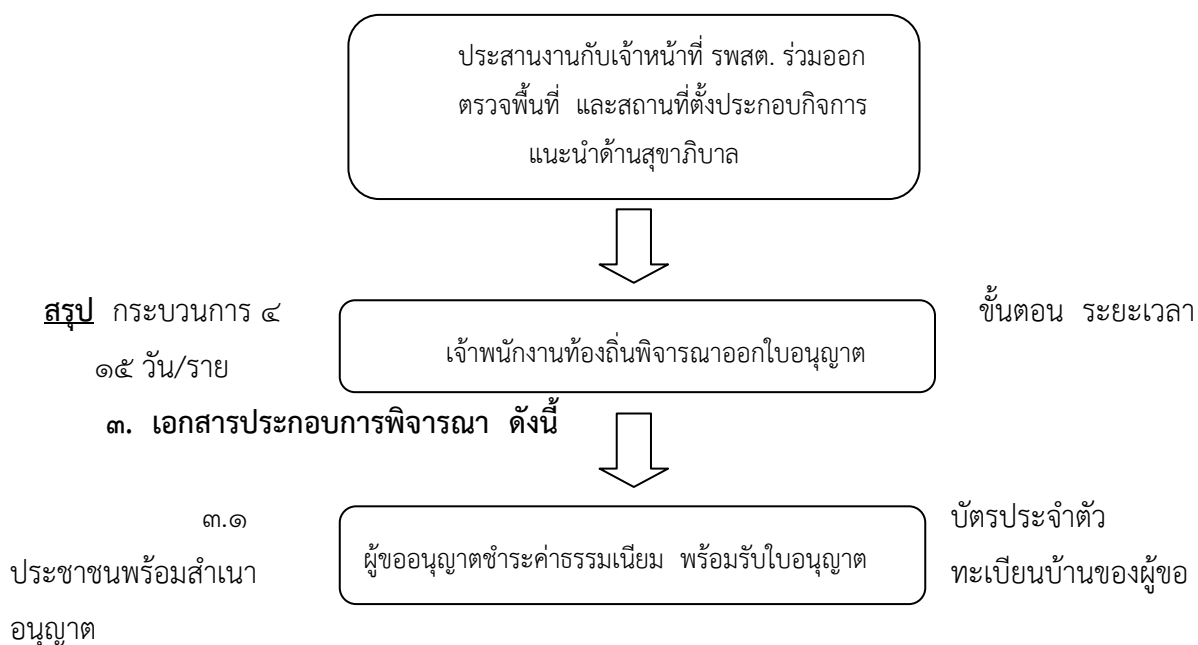 ประสานงานกับเจ้าหน้าที่ รพสต. ร่วมออก
ตรวจพื้นที่ และสถานที่ตั้งประกอบกิจการ
แนะนำด้านสุขาภิบาล
สรุป กระบวนการ ๔ ขั้นตอน ระยะเวลา
๑๕ วัน/ราย
เจ้าพนักงานท้องถิ่นพิจารณาออกใบอนุญาต
๓. เอกสารประกอบการพิจารณา ดังนี้
๓.๑ บัตรประจำตัว
ประชาชนพร้อมสำเนา ทะเบียนบ้านของผู้ขอ
อนุญาต
ผู้ขออนุญาตชำระค่าธรรมเนียม พร้อมรับใบอนุญาต